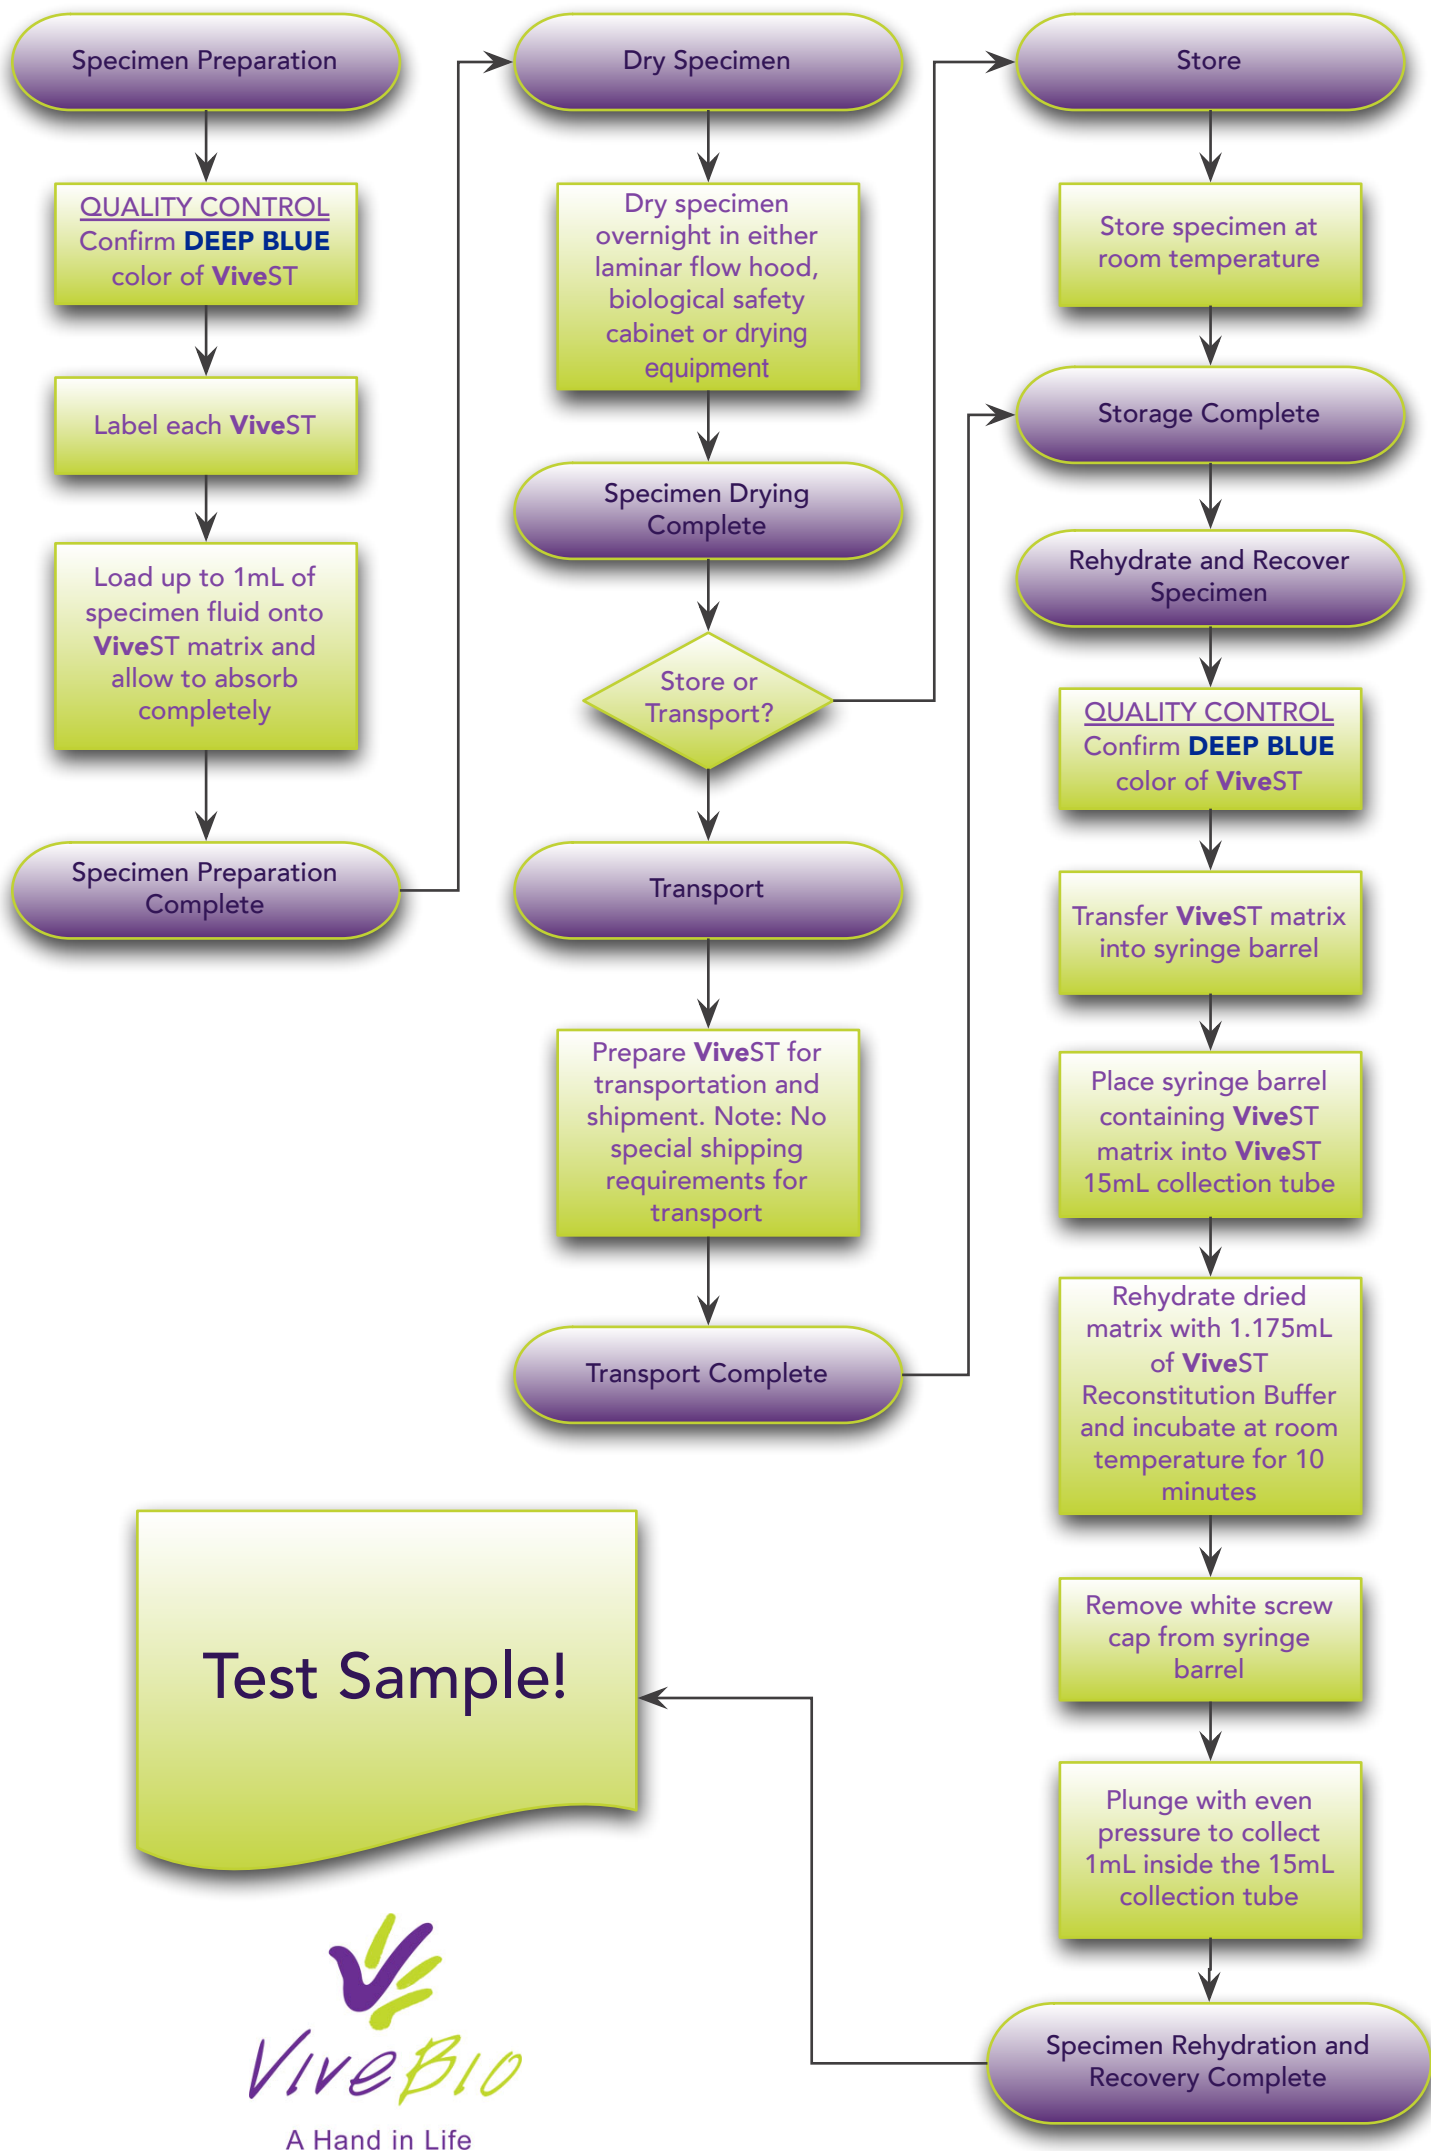 Specimen Preparation
QUALITY CONTROL
Confirm DEEP BLUE
color of ViveST
Label each ViveST
Load up to 1mL of
specimen fluid onto
ViveST matrix and
allow to absorb
completely
Specimen Preparation
Complete
Dry Specimen
Dry specimen
overnight in either
laminar flow hood,
biological safety
cabinet or drying
equipment
Specimen Drying
Complete
Store or
Transport?
Transport
Prepare ViveST for
transportation and
shipment. Note: No
special shipping
requirements for
transport
Transport Complete
Store
Store specimen at
room temperature
Storage Complete
Rehydrate and Recover
Specimen
QUALITY CONTROL
Confirm DEEP BLUE
color of ViveST
Transfer ViveST matrix
into syringe barrel
Place syringe barrel
containing ViveST
matrix into ViveST
15mL collection tube
Rehydrate dried
matrix with 1.175mL
of ViveST
Reconstitution Buffer
and incubate at room
temperature for 10
minutes
Remove white screw
cap from syringe
barrel
Plunge with even
pressure to collect
1mL inside the 15mL
collection tube
Specimen Rehydration and
Recovery Complete
Test Sample!
ViveBIO
A Hand in Life